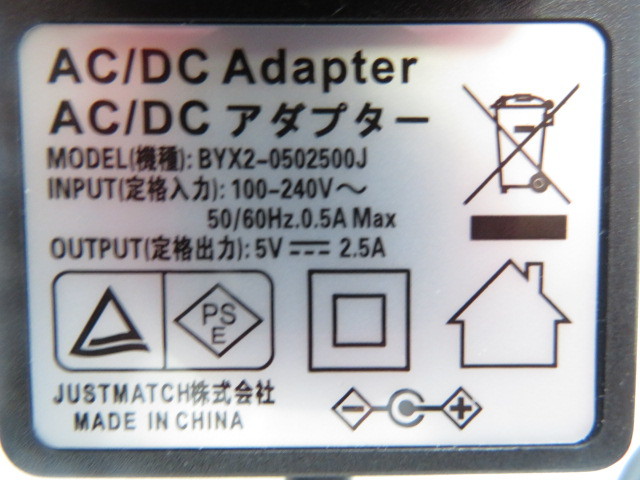 AC/DC Adapter
AC/DC アダプター
MODEL(機種): BYX2-0502500J
INPUT(定格入力): 100-240V～
50/60Hz.0.5A Max
OUTPUT(定格出力): 5V ⎓ 2.5A
PS
E
JUSTMATCH株式会社
MADE IN CHINA